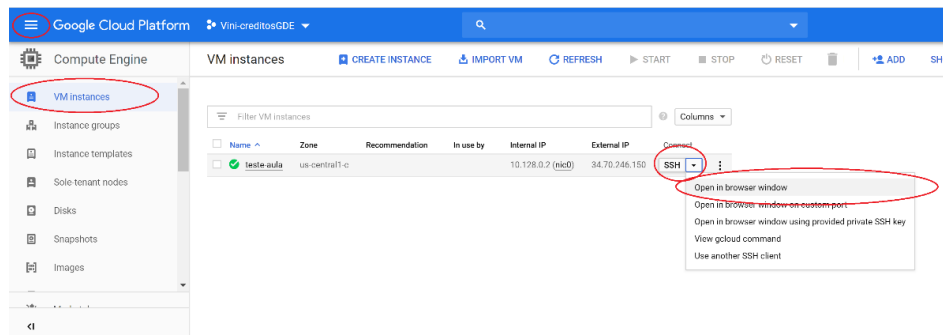 Google Cloud Platform Vini-creditosGDE
Compute Engine VM instances CREATE INSTANCE IMPORT VM REFRESH START STOP RESET ADD SH
VM instances
Filter VM instances Columns
Instance groups
Name Zone Recommendation In use by Internal IP External IP Connect
Instance templates
teste-aula us-central1-c 10.128.0.2 (nic0) 34.70.246.150 SSH
Sole-tenant nodes
Open in browser window
Open in browser window on custom port
Disks
Open in browser window using provided private SSH key
Snapshots
View gcloud command
Use another SSH client
Images